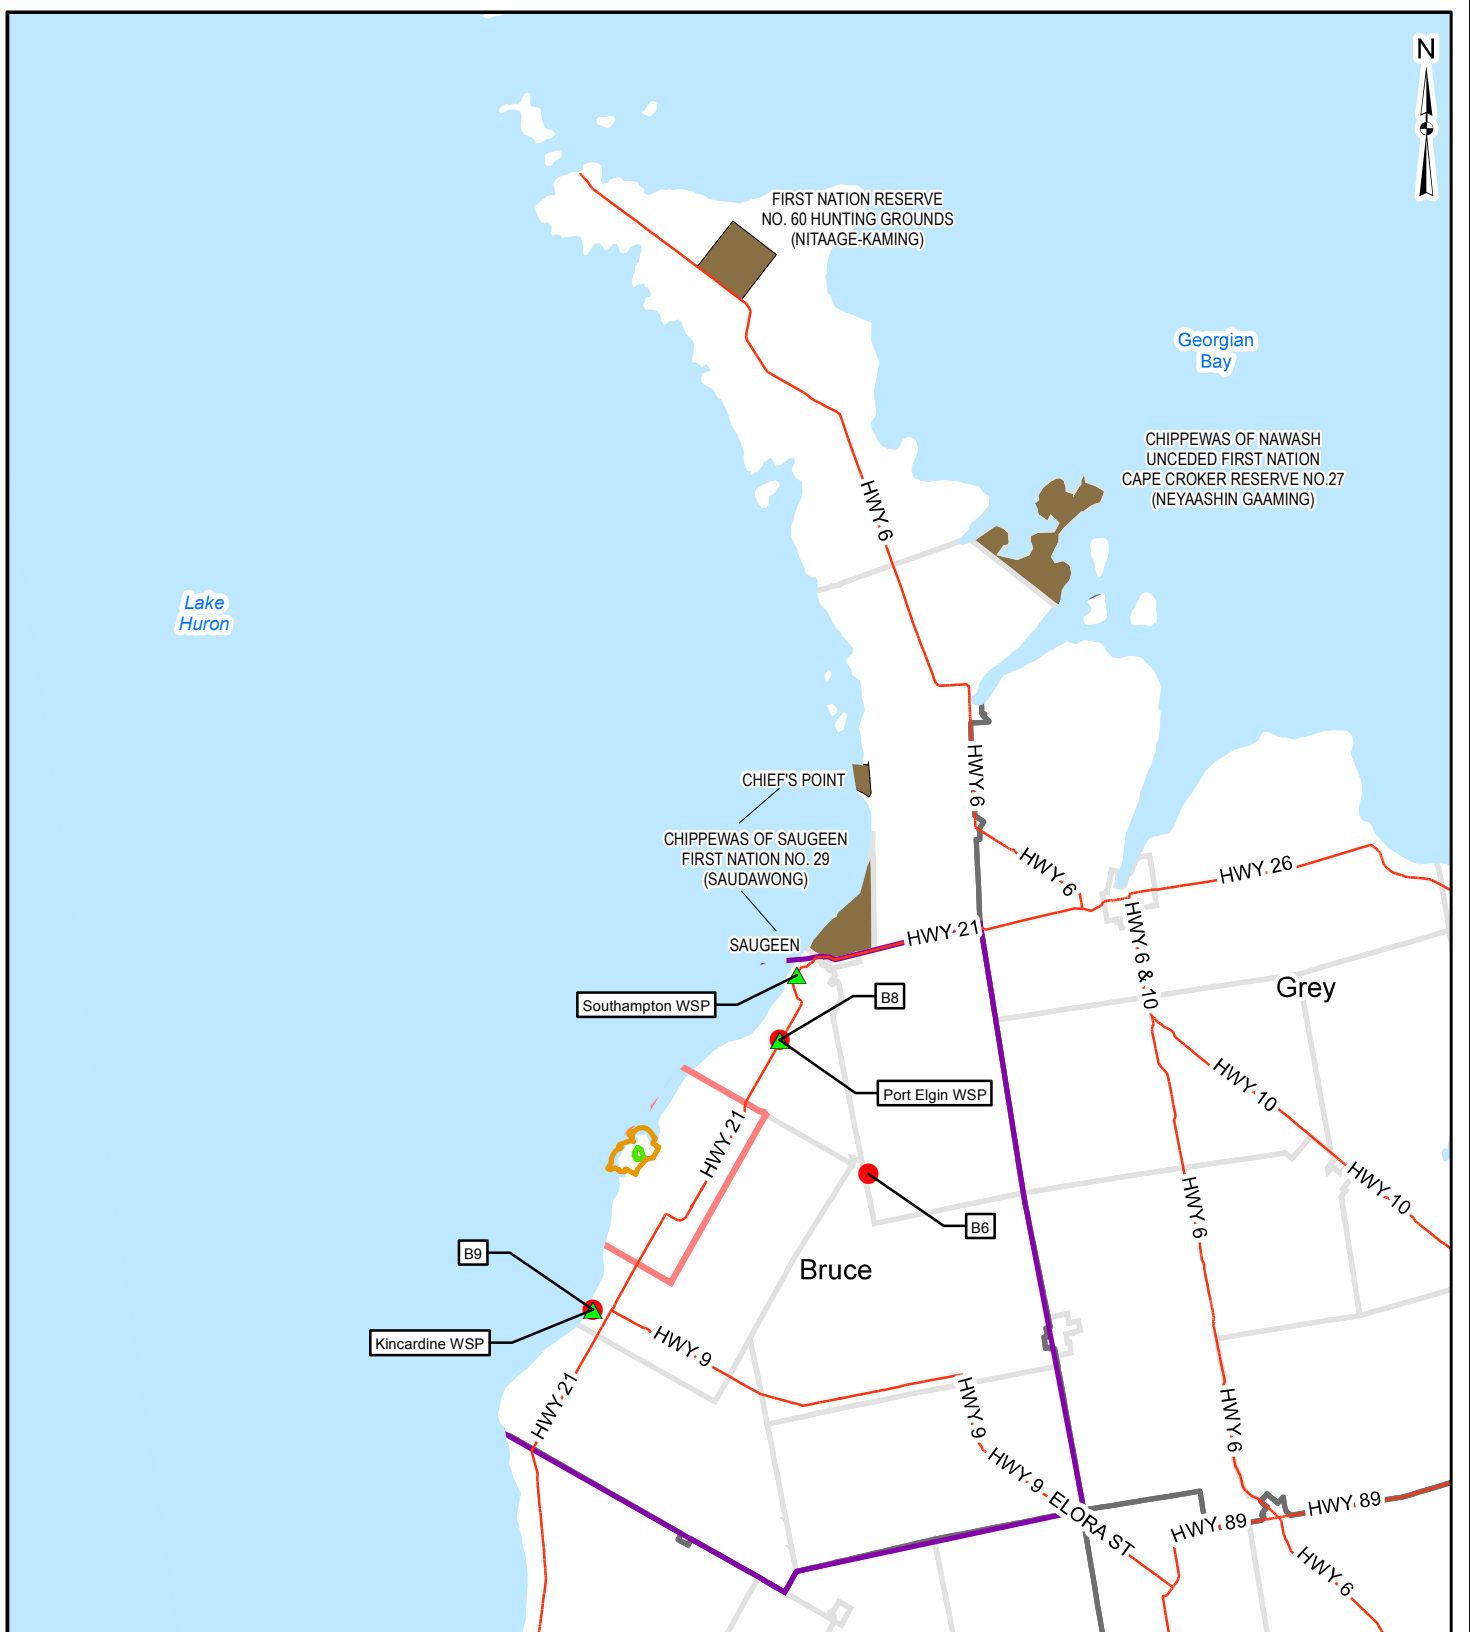 N
FIRST NATION RESERVE
NO. 60 HUNTING GROUNDS
(NITAAGE-KAMING)
Georgian
Bay
CHIPPEWAS OF NAWASH
UNCEDED FIRST NATION
CAPE CROKER RESERVE NO.27
(NEYAASHIN GAAMING)
HWY 6
Lake
Huron
HWY 6
CHIEF'S POINT
CHIPPEWAS OF SAUGEEN
FIRST NATION NO. 29
(SAUDAWONG)
HWY 6
HWY 26
SAUGEEN
HWY 21
HWY 6 & 10
Grey
Southampton WSP
B8
Port Elgin WSP
HWY 10
HWY 21
HWY 10
HWY 6
B6
B9
Bruce
Kincardine WSP
HWY 9
HWY 21
HWY 9
HWY 6
HWY 9
ELORA ST
HWY 89
HWY 89
HWY 6